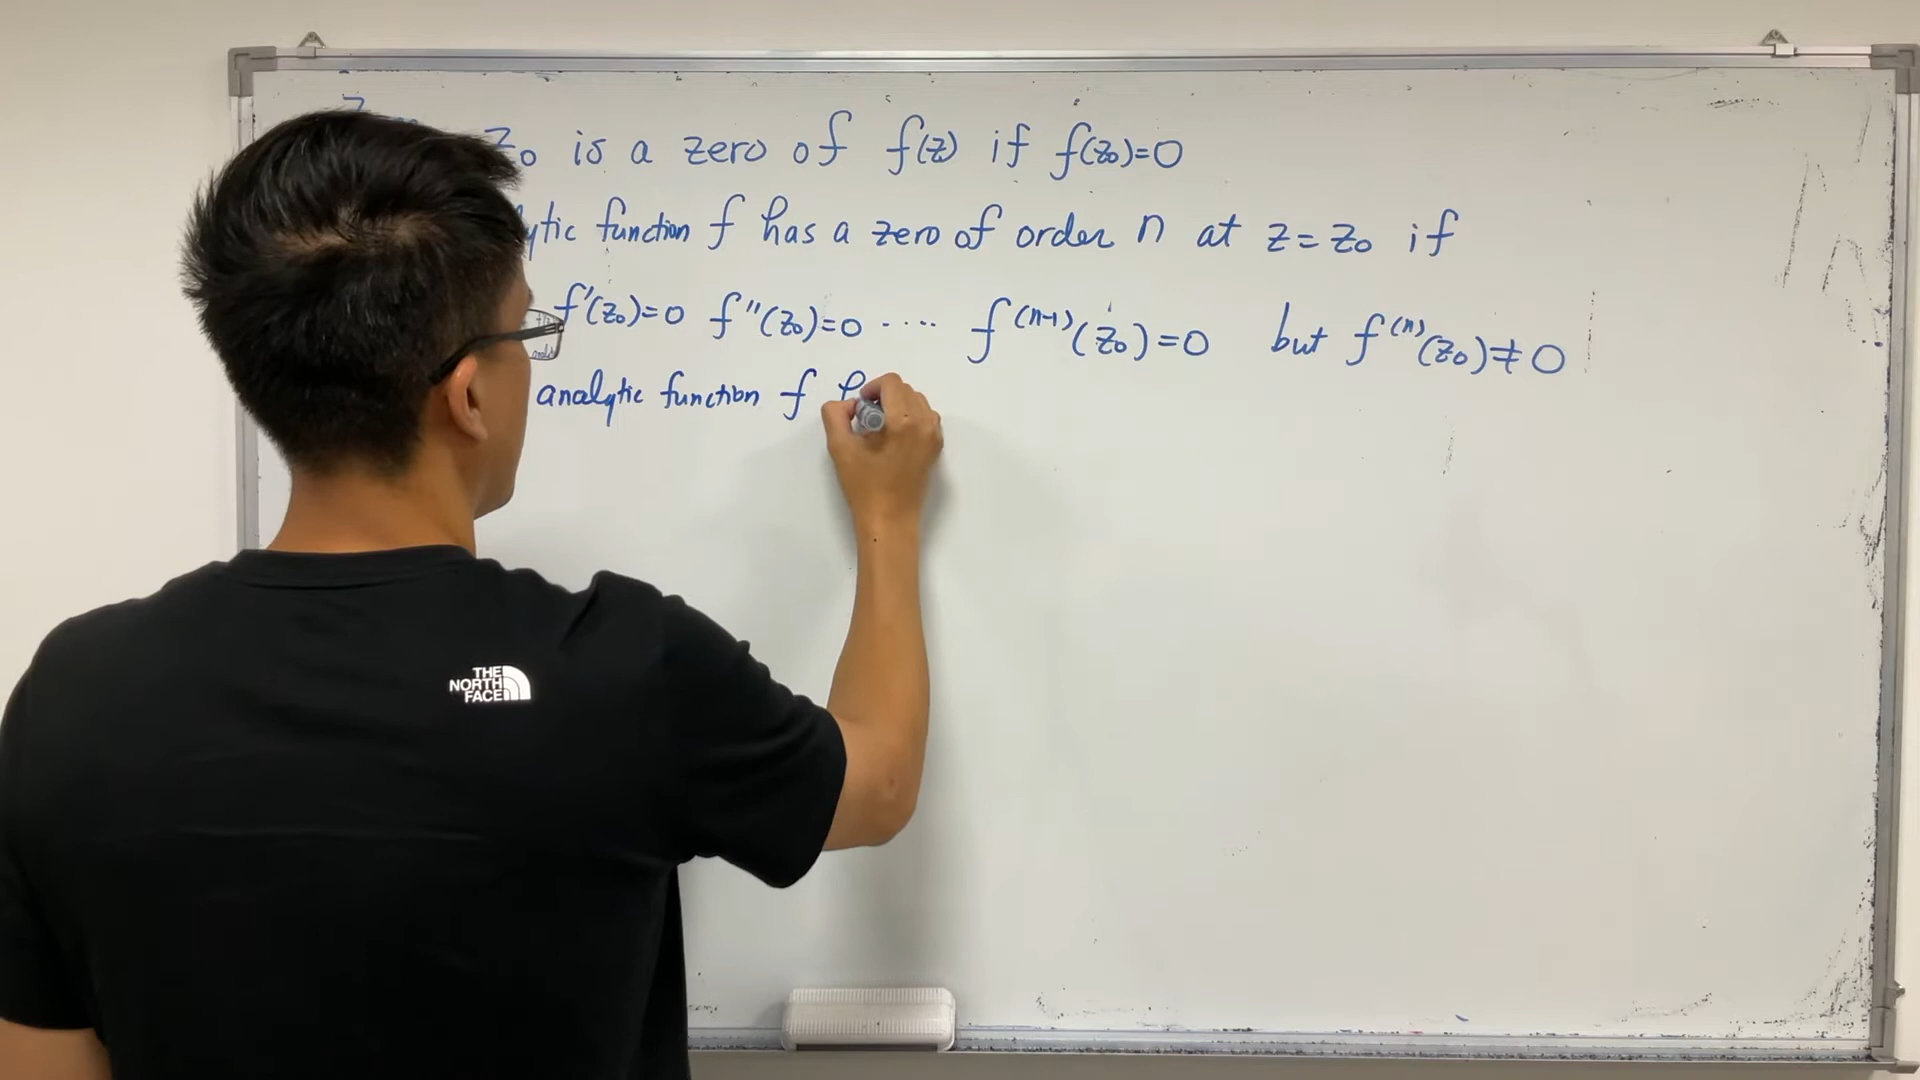 z₀ is a zero of f(z) if f(z₀)=0
function f has a zero of order n at z=z₀ if
f'(z₀)=0 f''(z₀)=0 ···· f⁽ⁿ⁻¹⁾(z₀)=0 but f⁽ⁿ⁾(z₀)≠0
analytic function f
THE
NORTH
FACE